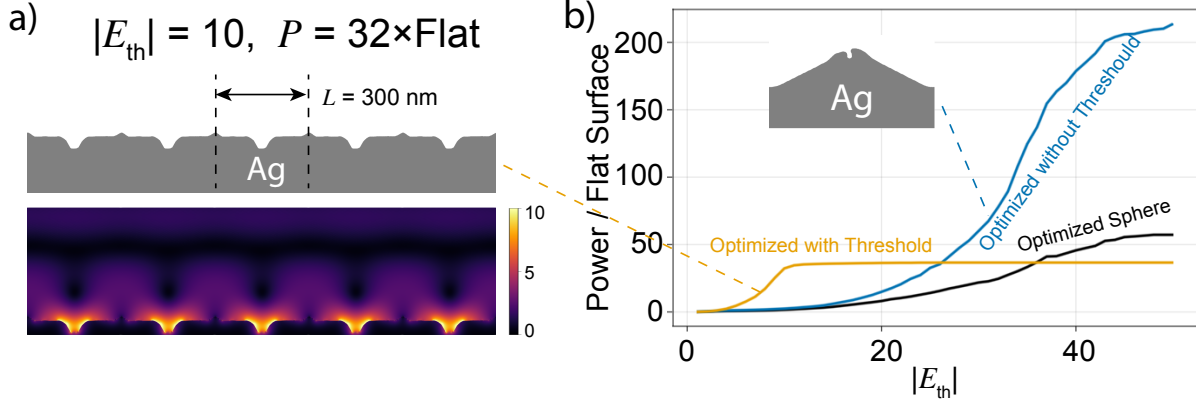 a)
|E_th| = 10, P = 32×Flat
L = 300 nm
Ag
10
5
0
b)
Power / Flat Surface
200
150
100
50
0
Ag
Optimized without Threshould
Optimized Sphere
Optimized with Threshold
0
20
40
|E_th|